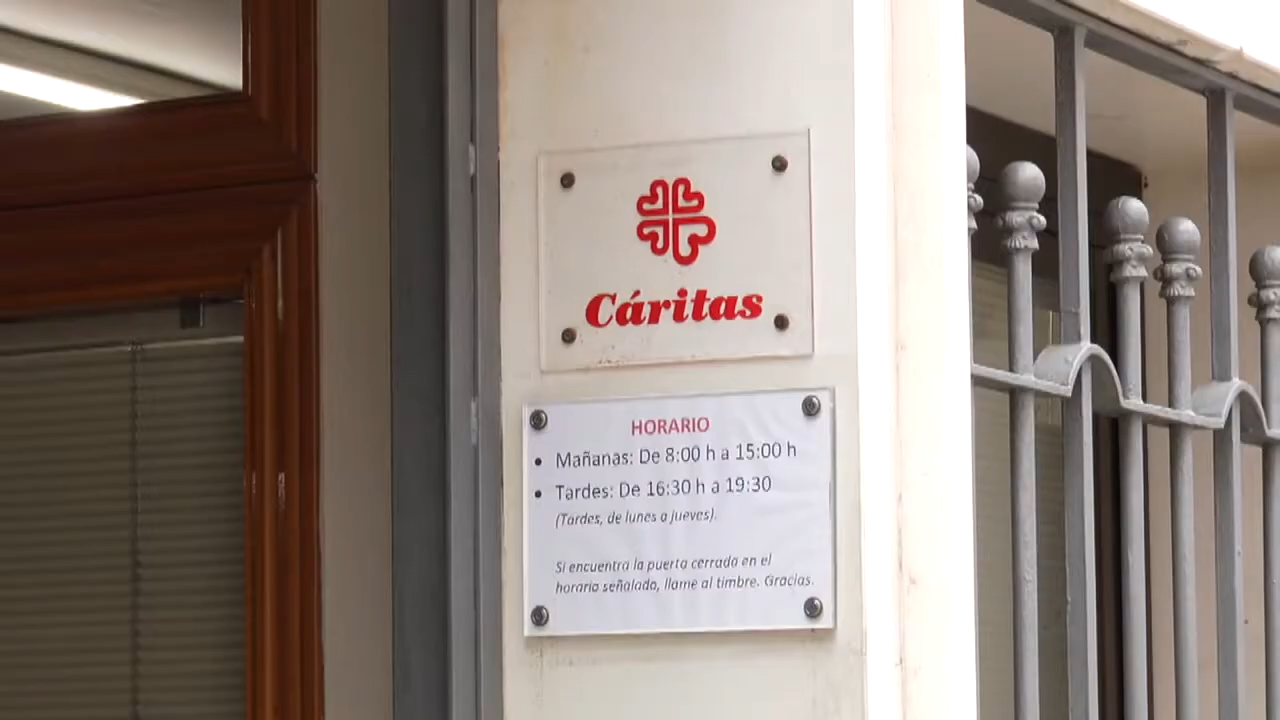 Cáritas
HORARIO
• Mañanas: De 8:00 h a 15:00 h
• Tardes: De 16:30 h a 19:30
(Tardes, de lunes a jueves).
Si encuentra la puerta cerrada en el
horario señalado, llame al timbre. Gracias.